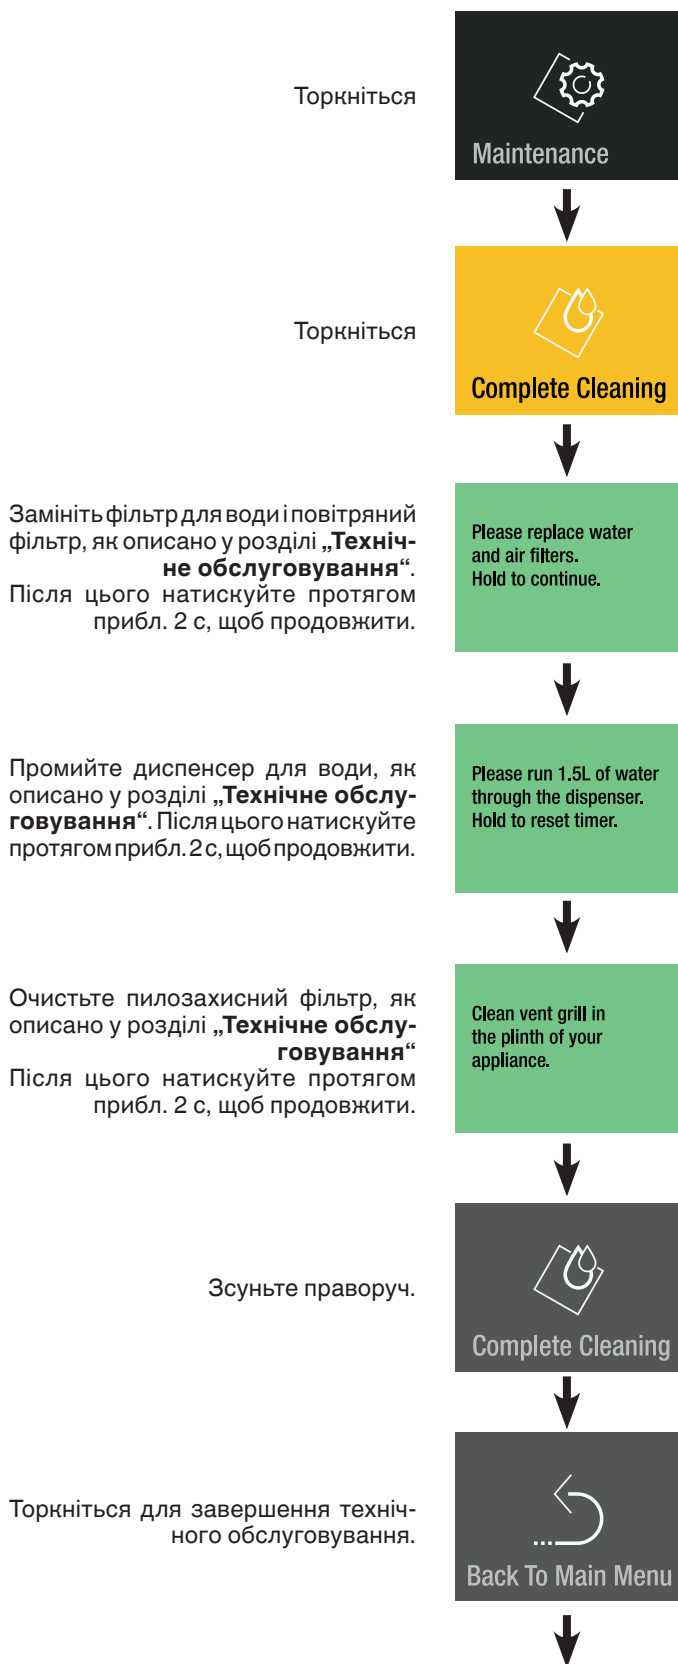 Торкніться
Maintenance
Торкніться
Complete Cleaning
Замініть фільтр для води і повітряний
фільтр, як описано у розділі „Техніч-
не обслуговування“.
Після цього натискуйте протягом
прибл. 2 с, щоб продовжити.
Please replace water
and air filters.
Hold to continue.
Промийте диспенсер для води, як
описано у розділі „Технічне обслу-
говування“. Після цього натискуйте
протягом прибл. 2 с, щоб продовжити.
Please run 1.5L of water
through the dispenser.
Hold to reset timer.
Очистьте пилозахисний фільтр, як
описано у розділі „Технічне обслу-
говування“
Після цього натискуйте протягом
прибл. 2 с, щоб продовжити.
Clean vent grill in
the plinth of your
appliance.
Зсуньте праворуч.
Complete Cleaning
Торкніться для завершення техніч-
ного обслуговування.
Back To Main Menu